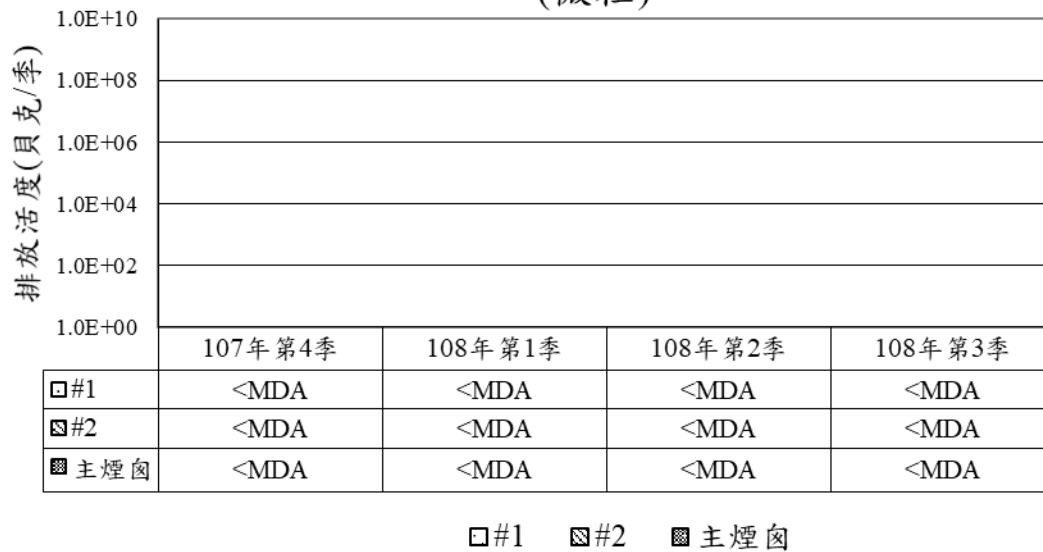 1.0E+10
1.0E+08
1.0E+06
1.0E+04
1.0E+02
1.0E+00
排放活度(貝克/季)
107年第4季 108年第1季 108年第2季 108年第3季
#1 <MDA <MDA <MDA <MDA
#2 <MDA <MDA <MDA <MDA
主煙囪 <MDA <MDA <MDA <MDA
#1 #2 主煙囪